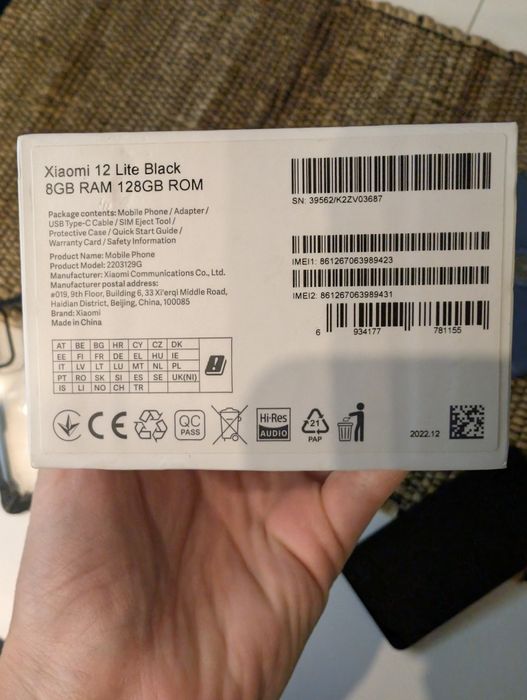 Xiaomi 12 Lite Black
8GB RAM 128GB ROM
Package contents: Mobile Phone / Adapter /
USB Type-C Cable / SIM Eject Tool /
Protective Case / Quick Start Guide /
Warranty Card / Safety Information
Product Name: Mobile Phone
Product Model: 2203129G
Manufacturer: Xiaomi Communications Co., Ltd.
Manufacturer postal address:
#019, 9th Floor, Building 6, 33 Xi'erqi Middle Road,
Haidian District, Beijing, China, 100085
Brand: Xiaomi
Made in China
SN: 39562/K2ZV03687
IMEI1: 861267063989423
IMEI2: 861267063989431
6 934177 781155
AT BE BG HR CY CZ DK
EE FI FR DE EL HU IE
IT LV LT LU MT NL PL
PT RO SK SI ES SE UK(NI)
IS LI NO CH TR
CE
QC
PASS
Hi-Res
AUDIO
21
PAP
2022.12